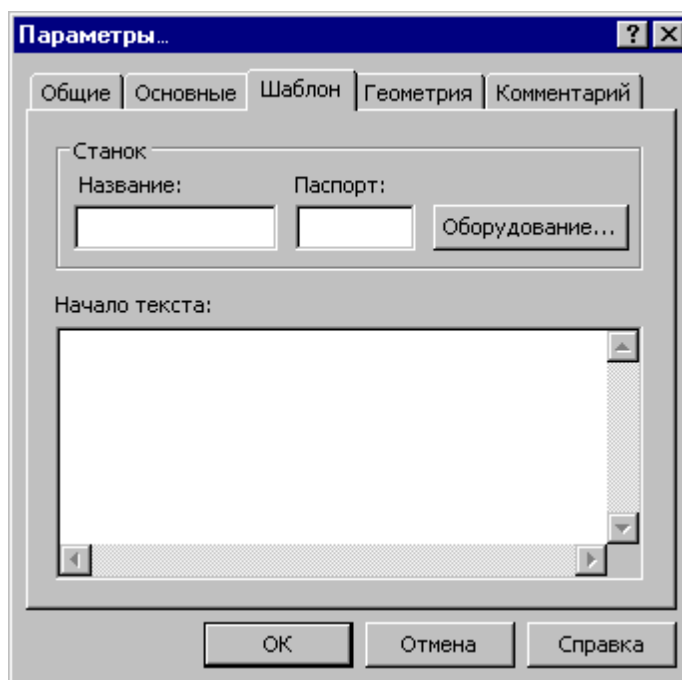 Параметры...
Общие Основные Шаблон Геометрия Комментарий
Станок
Название: Паспорт:
Оборудование...
Начало текста:
OK Отмена Справка